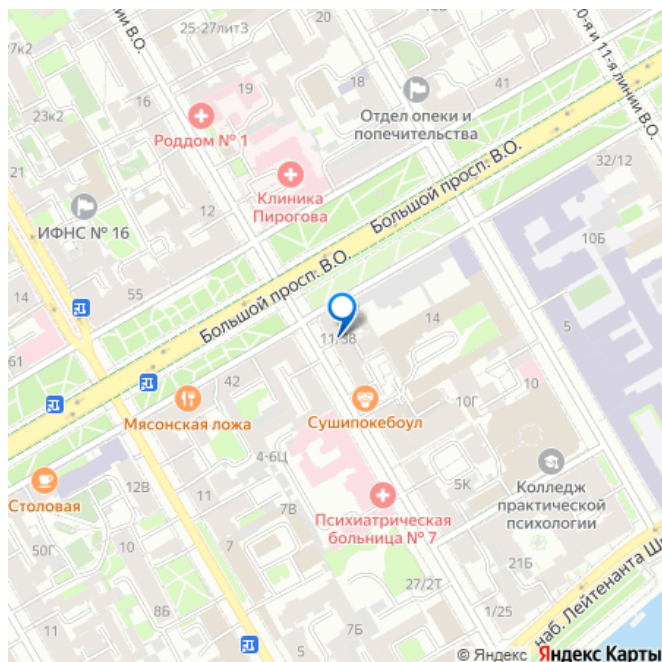 25-27лит3
10-я и 11-я линии В.О.
линии В.О.
27к2
16
19
18
41
23к2
Роддом № 1
Отдел опеки и
попечительства
Клиника
Пирогова
32/12
12
ИФНС № 16
Большой просп. В.О.
10Б
14
55
Большой просп. В.О.
61
11/38
14
5
42
10
Мясонская ложа
Сушипокебоул
10Г
4-6Ц
Столовая
12В
11
7В
5К
Колледж
практической
психологии
Психиатрическая
больница № 7
50Г
10
7
21Б
27/2Т
8Б
1/25
11
7Б
наб. Лейтенанта
© Яндекс Яндекс Карты